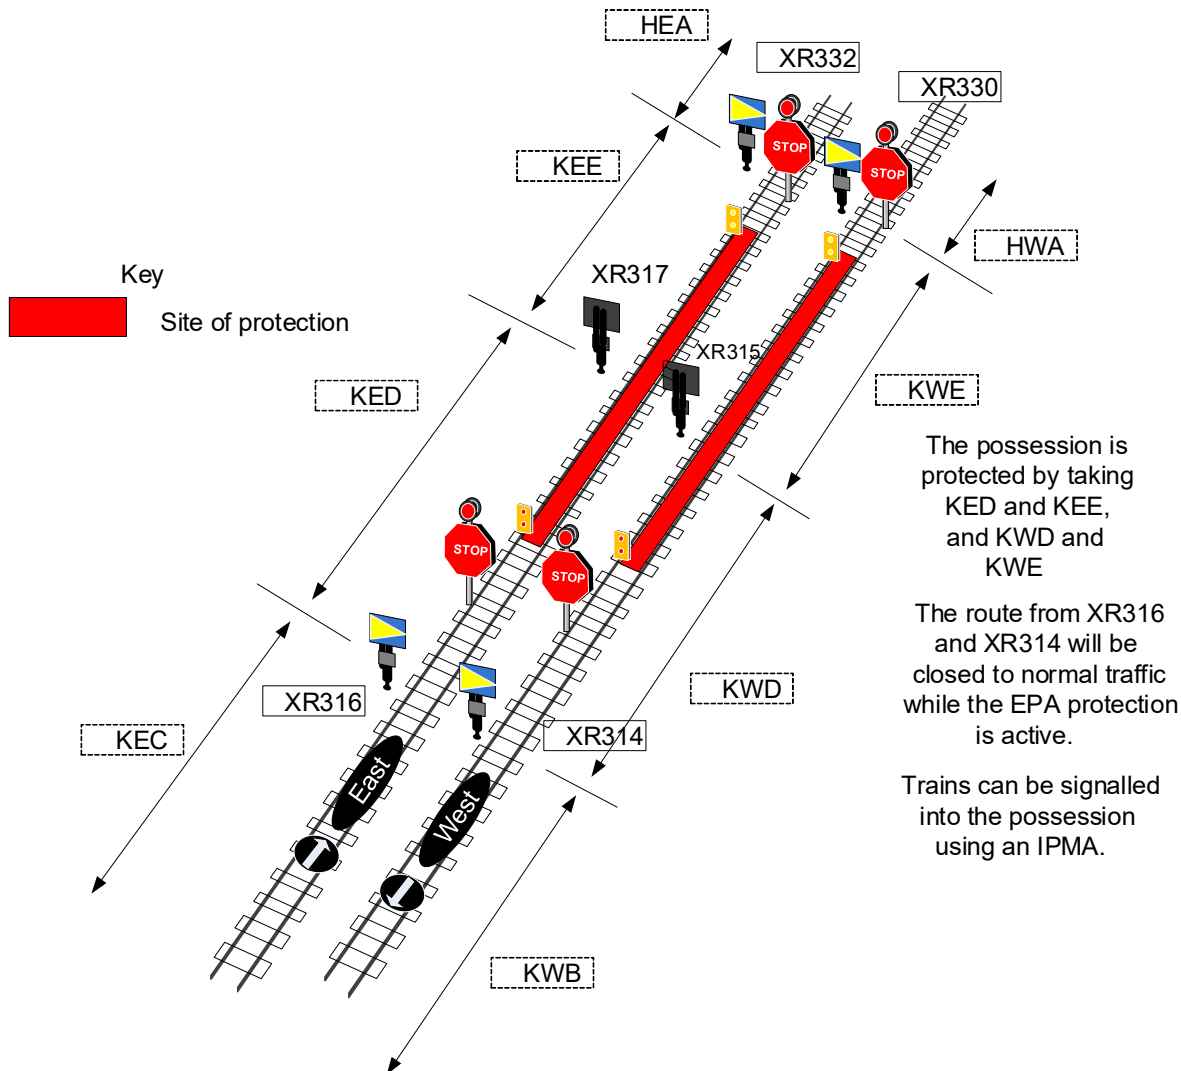 HEA
XR332
XR330
STOP
KEE
STOP
HWA
Key
XR317
Site of protection
XR315
KED
KWE
The possession is
protected by taking
KED and KEE,
and KWD and
KWE
STOP
STOP
The route from XR316
and XR314 will be
closed to normal traffic
while the EPA protection
is active.
KWD
XR316
KEC
XR314
East
West
Trains can be signalled
into the possession
using an IPMA.
KWB